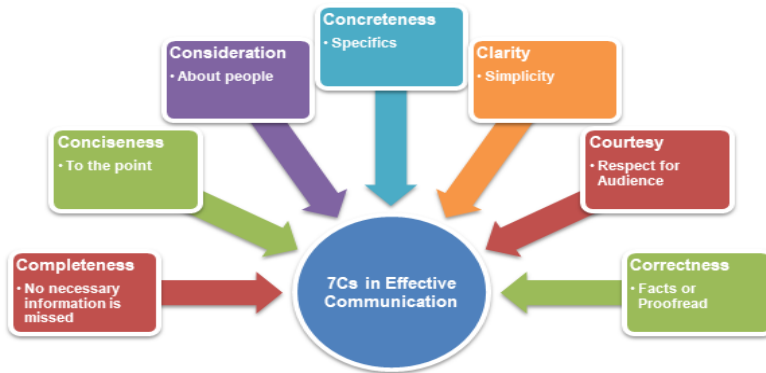 Completeness
• No necessary
information is
missed
Conciseness
• To the point
Consideration
• About people
Concreteness
• Specifics
Clarity
• Simplicity
Courtesy
• Respect for
Audience
Correctness
• Facts or
Proofread
7Cs in Effective
Communication